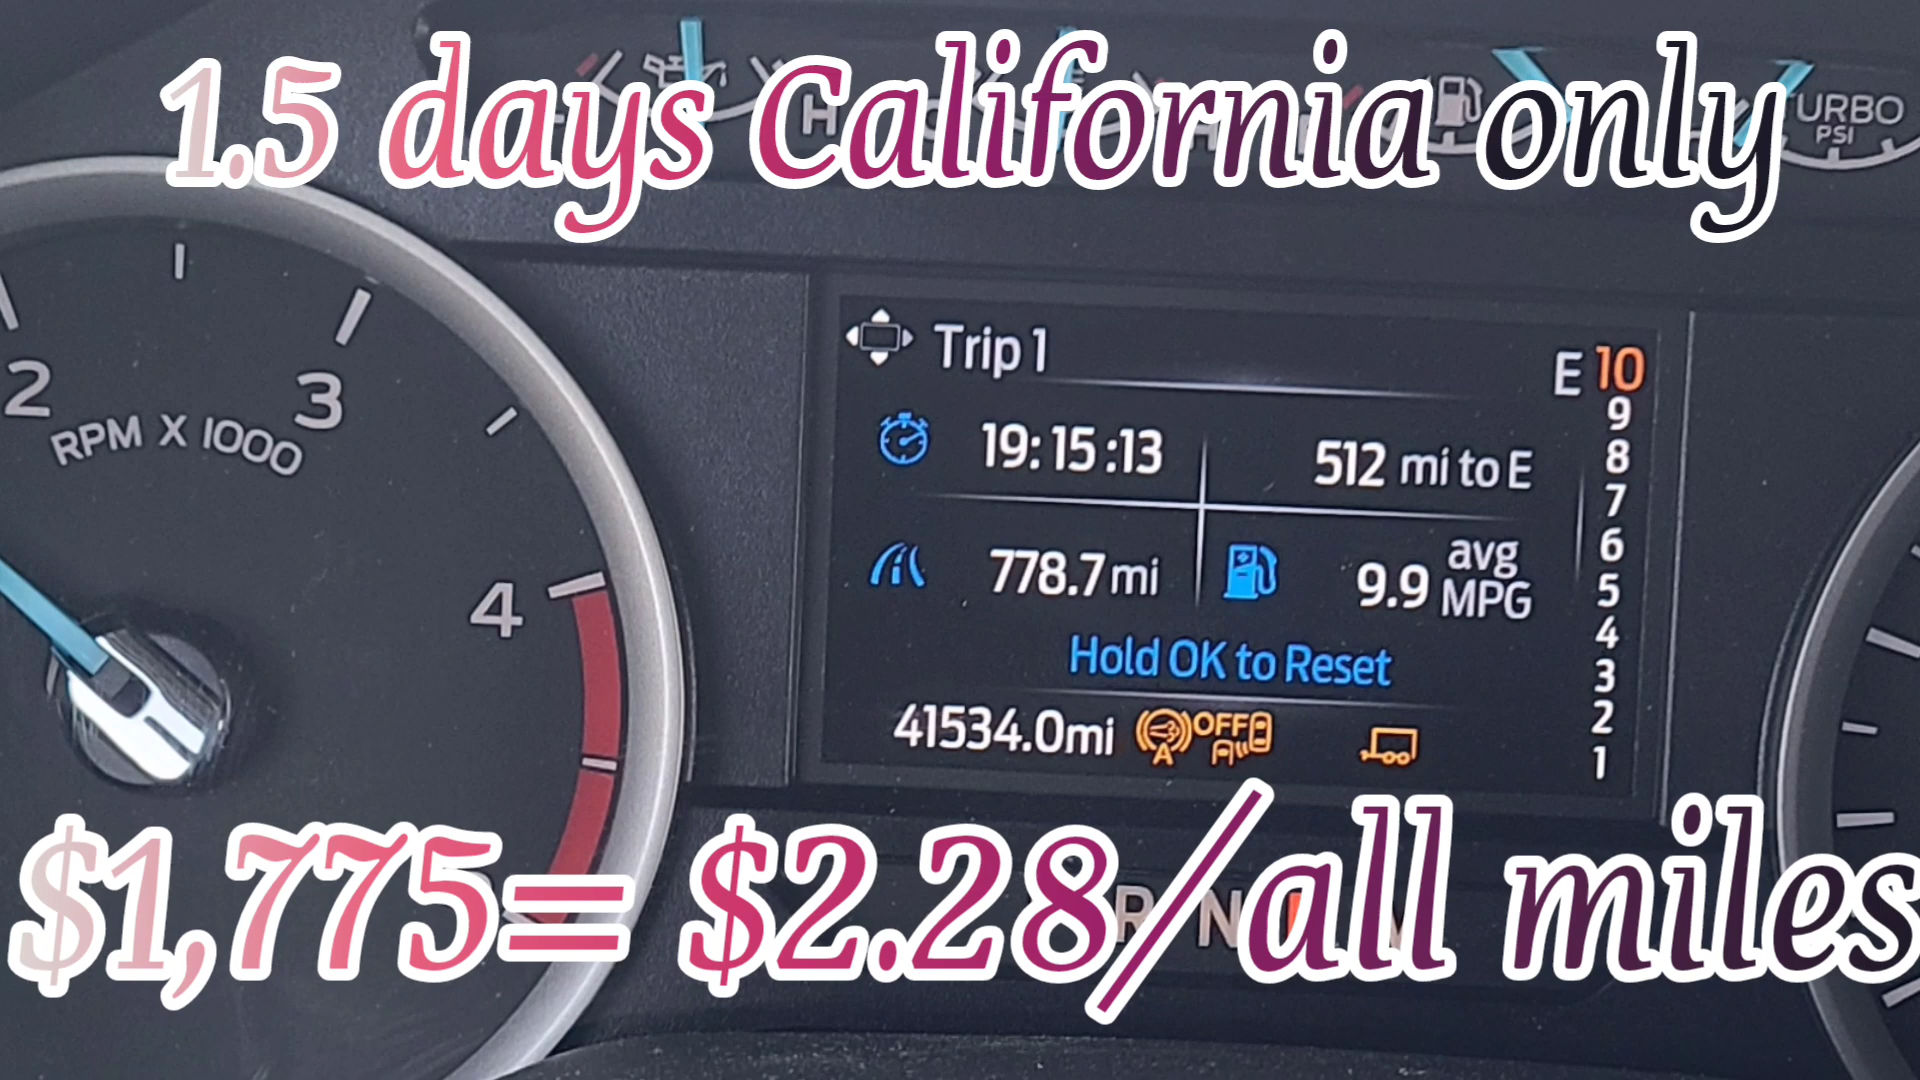 1.5 days California only
H
TURBO
PSI
2
3
4
RPM X 1000
Trip 1
E 10
9
8
7
6
5
4
3
2
1
19:15:13
512 mi to E
778.7 mi
9.9 avg MPG
Hold OK to Reset
41534.0mi
A
OFF
$1,775= $2.28/all miles
R N